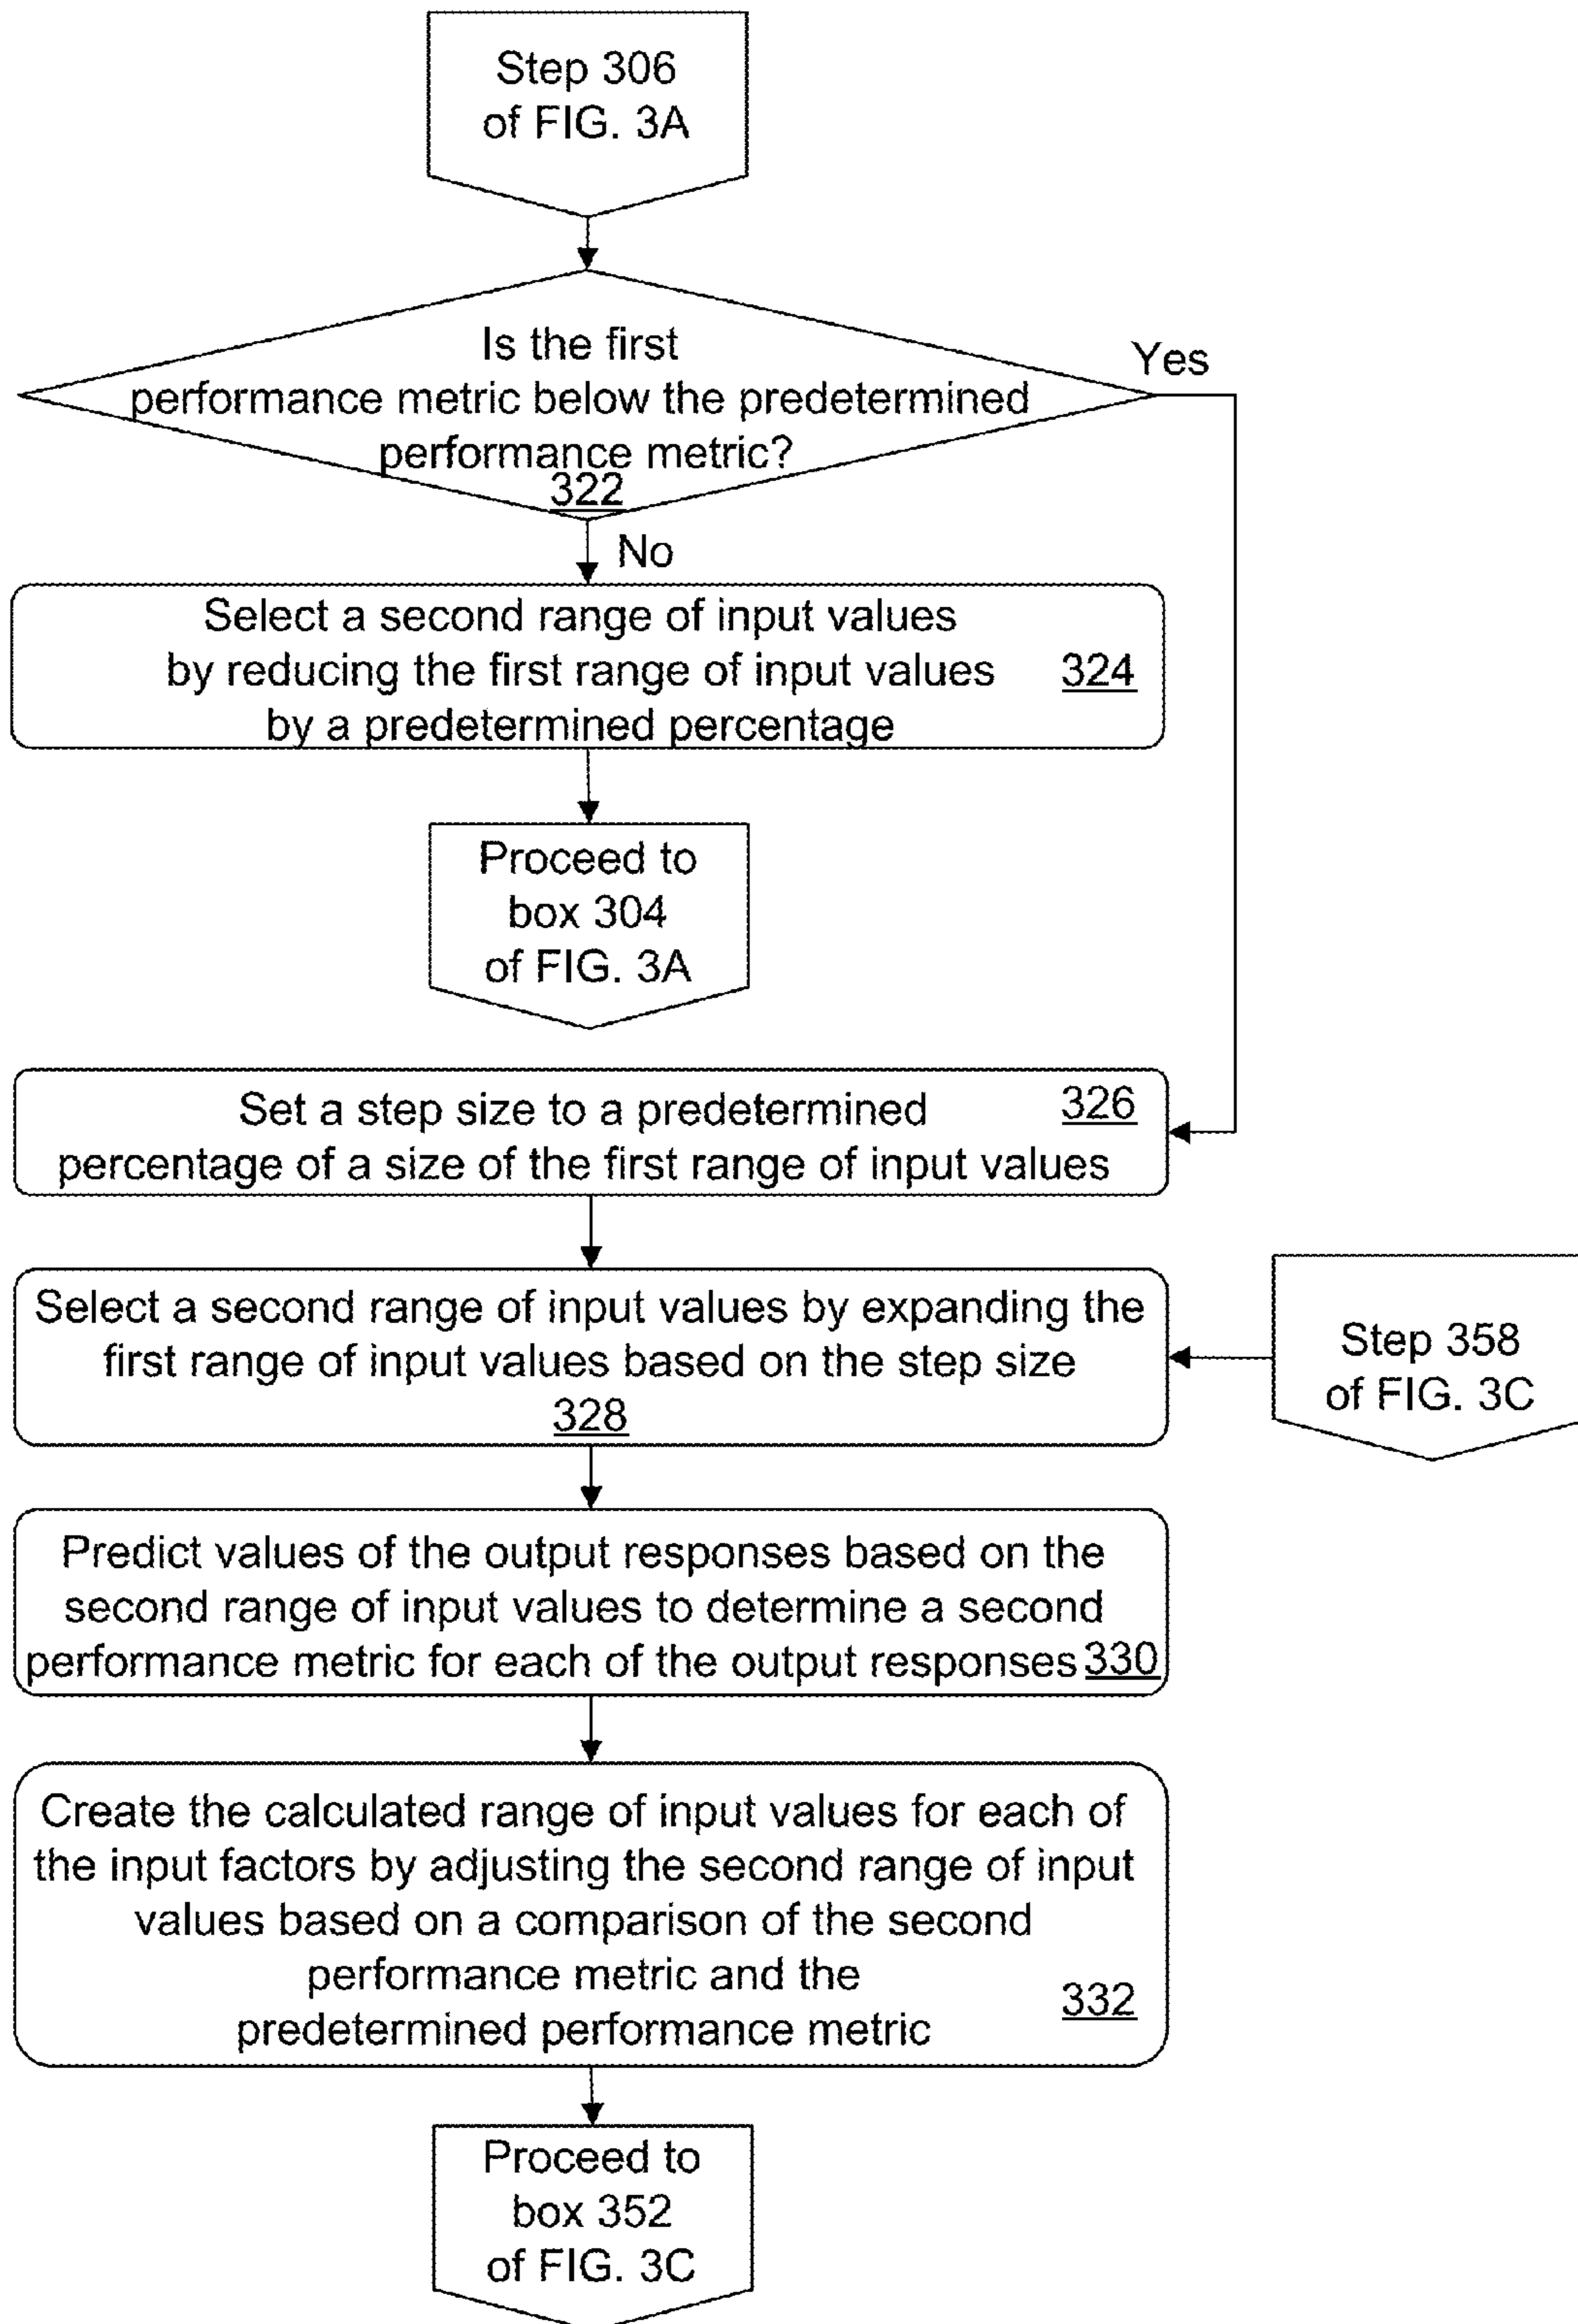 Step 306
of FIG. 3A
Is the first
performance metric below the predetermined
performance metric?
322
Yes
No
Select a second range of input values
by reducing the first range of input values
by a predetermined percentage
324
Proceed to
box 304
of FIG. 3A
Set a step size to a predetermined
percentage of a size of the first range of input values
326
Select a second range of input values by expanding the
first range of input values based on the step size
328
Step 358
of FIG. 3C
Predict values of the output responses based on the
second range of input values to determine a second
performance metric for each of the output responses 330
Create the calculated range of input values for each of
the input factors by adjusting the second range of input
values based on a comparison of the second
performance metric and the
predetermined performance metric
332
Proceed to
box 352
of FIG. 3C